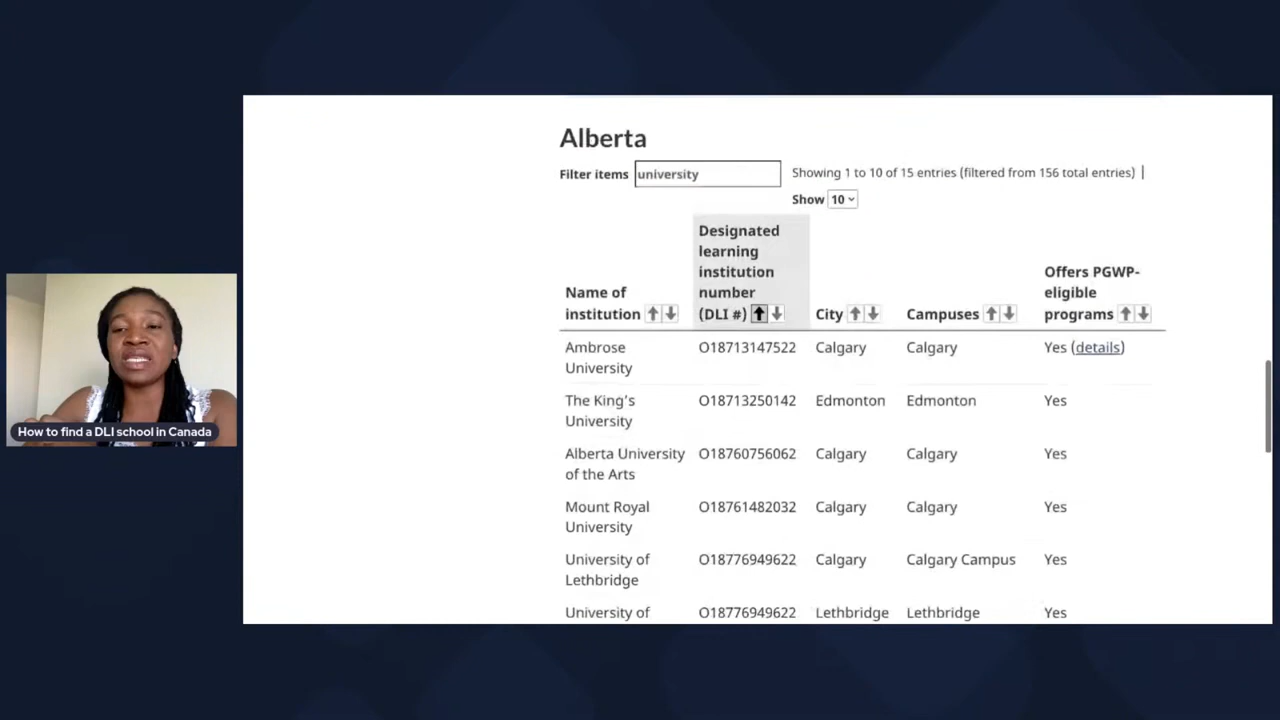 Alberta
Filter items university Showing 1 to 10 of 15 entries (filtered from 156 total entries) |
Show 10
Name of institution
Designated learning institution number (DLI #)
City
Campuses
Offers PGWP-eligible programs
Ambrose University O18713147522 Calgary Calgary Yes (details)
The King's University O18713250142 Edmonton Edmonton Yes
Alberta University of the Arts O18760756062 Calgary Calgary Yes
Mount Royal University O18761482032 Calgary Calgary Yes
University of Lethbridge O18776949622 Calgary Calgary Campus Yes
University of O18776949622 Lethbridge Lethbridge Yes
How to find a DLI school in Canada